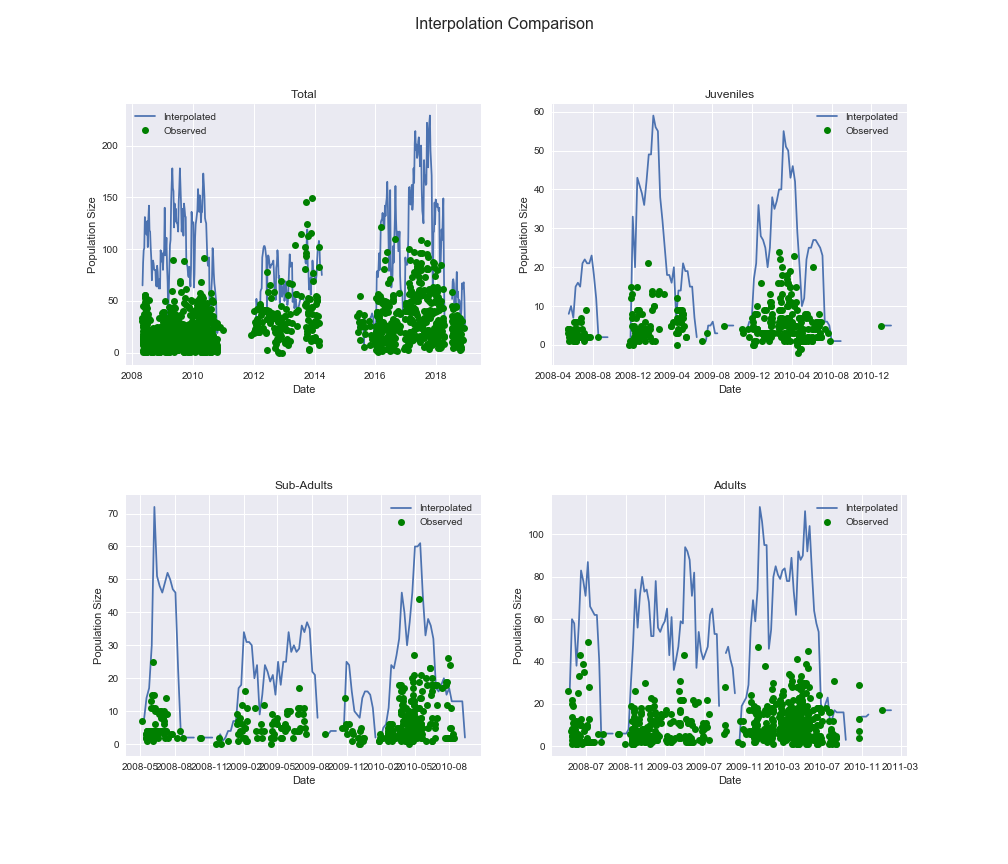 Interpolation Comparison
Total
Interpolated
Observed
Population Size
200
150
100
50
0
2008 2010 2012 2014 2016 2018
Date
Juveniles
Interpolated
Observed
Population Size
60
50
40
30
20
10
0
2008-04 2008-08 2008-12 2009-04 2009-08 2009-12 2010-04 2010-08 2010-12
Date
Sub-Adults
Interpolated
Observed
Population Size
70
60
50
40
30
20
10
0
2008-05 2008-08 2008-11 2009-02 2009-05 2009-08 2009-11 2010-02 2010-05 2010-08
Date
Adults
Interpolated
Observed
Population Size
100
80
60
40
20
0
2008-07 2008-11 2009-03 2009-07 2009-11 2010-03 2010-07 2010-11 2011-03
Date